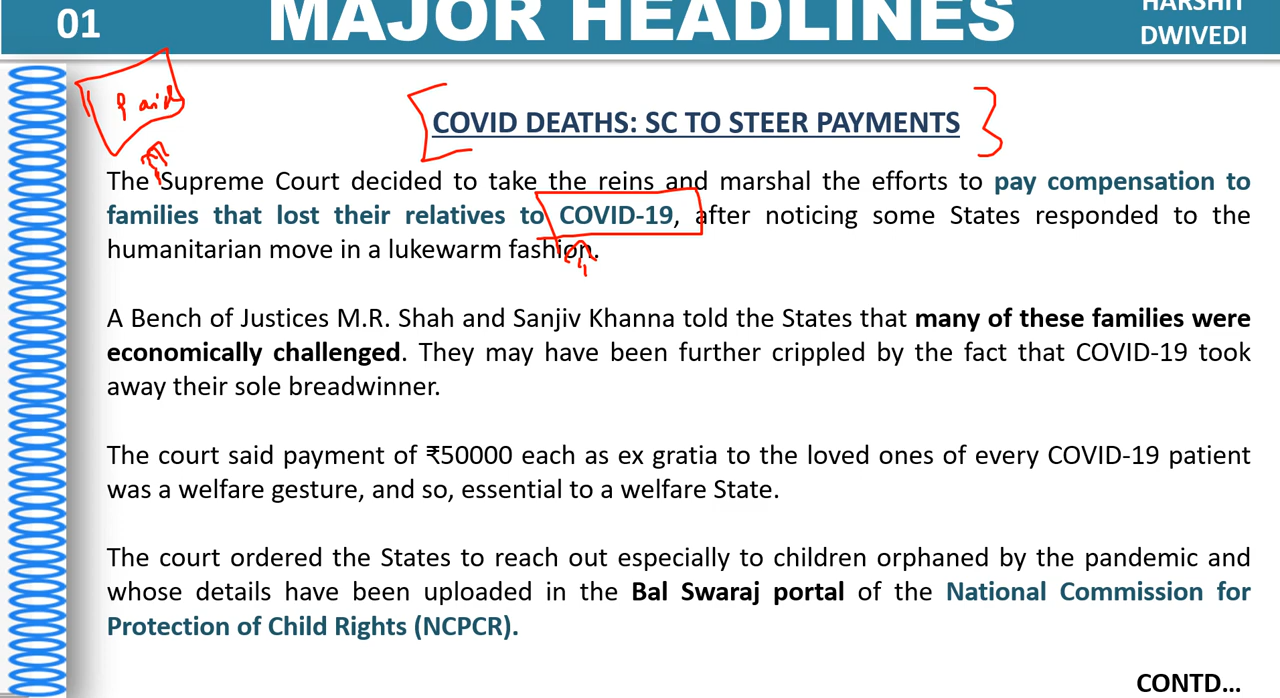 01
MAJOR HEADLINES
HARSHIT
DWIVEDI
COVID DEATHS: SC TO STEER PAYMENTS
The Supreme Court decided to take the reins and marshal the efforts to pay compensation to
families that lost their relatives to COVID-19, after noticing some States responded to the
humanitarian move in a lukewarm fashion.
A Bench of Justices M.R. Shah and Sanjiv Khanna told the States that many of these families were
economically challenged. They may have been further crippled by the fact that COVID-19 took
away their sole breadwinner.
The court said payment of ₹50000 each as ex gratia to the loved ones of every COVID-19 patient
was a welfare gesture, and so, essential to a welfare State.
The court ordered the States to reach out especially to children orphaned by the pandemic and
whose details have been uploaded in the Bal Swaraj portal of the National Commission for
Protection of Child Rights (NCPCR).
CONTD...